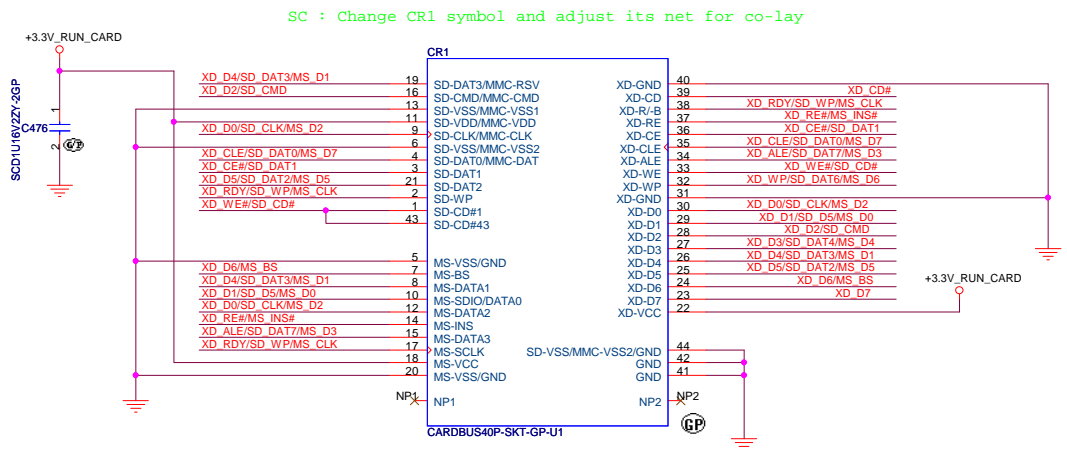 SC : Change CR1 symbol and adjust its net for co-lay
+3.3V_RUN_CARD
SCD1U16V2ZY-2GP
C476
1
2
GP
CR1
XD_D4/SD_DAT3/MS_D1 19 SD-DAT3/MMC-RSV
XD_D2/SD_CMD 16 SD-CMD/MMC-CMD
13 SD-VSS/MMC-VSS1
11 SD-VDD/MMC-VDD
XD_D0/SD_CLK/MS_D2 9 SD-CLK/MMC-CLK
6 SD-VSS/MMC-VSS2
XD_CLE/SD_DAT0/MS_D7 4 SD-DAT0/MMC-DAT
XD_CE#/SD_DAT1 3 SD-DAT1
XD_D5/SD_DAT2/MS_D5 21 SD-DAT2
XD_RDY/SD_WP/MS_CLK 2 SD-WP
XD_WE#/SD_CD# 1 SD-CD#1
43 SD-CD#43
5 MS-VSS/GND
XD_D6/MS_BS 7 MS-BS
XD_D4/SD_DAT3/MS_D1 8 MS-DATA1
XD_D1/SD_D5/MS_D0 10 MS-SDIO/DATA0
XD_D0/SD_CLK/MS_D2 12 MS-DATA2
XD_RE#/MS_INS# 14 MS-INS
XD_ALE/SD_DAT7/MS_D3 15 MS-DATA3
XD_RDY/SD_WP/MS_CLK 17 MS-SCLK
18 MS-VCC
20 MS-VSS/GND
NP1 NP1
XD-GND 40
XD-CD 39 XD_CD#
XD-R/-B 38 XD_RDY/SD_WP/MS_CLK
XD-RE 37 XD_RE#/MS_INS#
XD-CE 36 XD_CE#/SD_DAT1
XD-CLE 35 XD_CLE/SD_DAT0/MS_D7
XD-ALE 34 XD_ALE/SD_DAT7/MS_D3
XD-WE 33 XD_WE#/SD_CD#
XD-WP 32 XD_WP/SD_DAT6/MS_D6
XD-GND 31
XD-D0 30 XD_D0/SD_CLK/MS_D2
XD-D1 29 XD_D1/SD_D5/MS_D0
XD-D2 28 XD_D2/SD_CMD
XD-D3 27 XD_D3/SD_DAT4/MS_D4
XD-D4 26 XD_D4/SD_DAT3/MS_D1
XD-D5 25 XD_D5/SD_DAT2/MS_D5
XD-D6 24 XD_D6/MS_BS
XD-D7 23 XD_D7
XD-VCC 22
+3.3V_RUN_CARD
SD-VSS/MMC-VSS2/GND 44
GND 42
GND 41
NP2 NP2
GP
CARDBUS40P-SKT-GP-U1